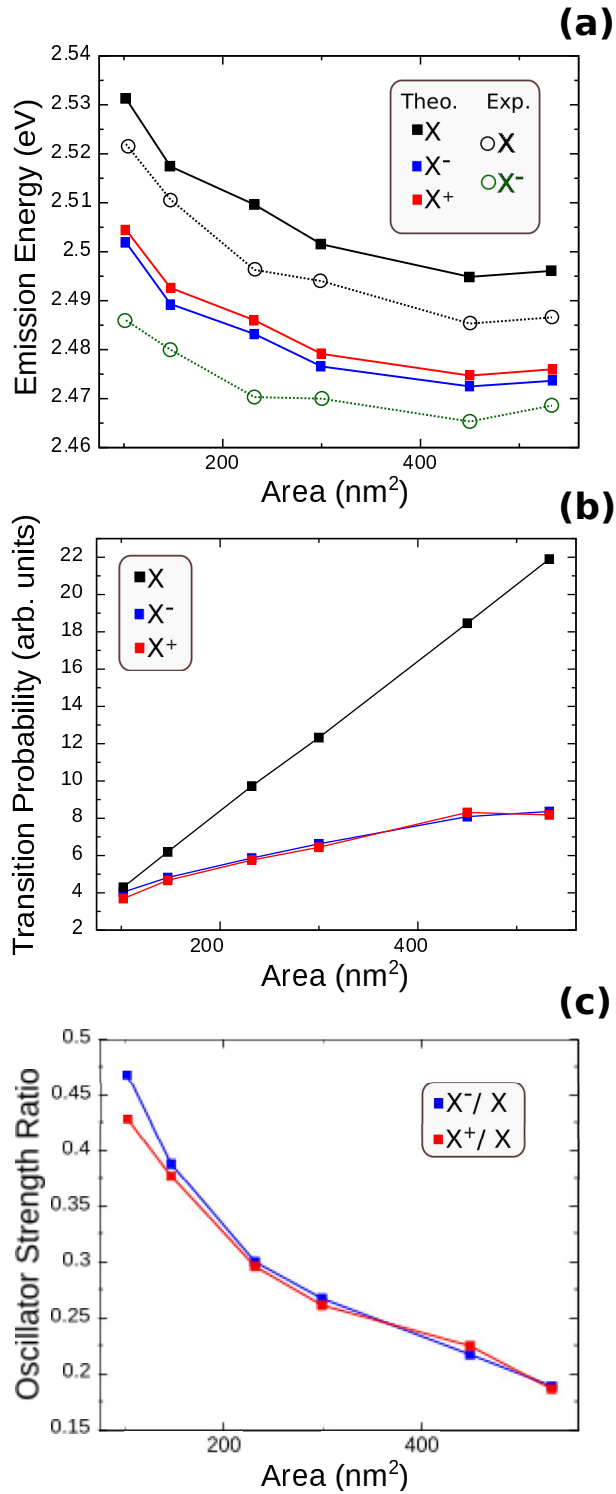 (a)
2.54
2.53
2.52
2.51
2.5
2.49
2.48
2.47
2.46
Emission Energy (eV)
Theo. Exp.
X X
X⁻ X⁻
X⁺
200 400
Area (nm²)
(b)
22
20
18
16
14
12
10
8
6
4
2
Transition Probability (arb. units)
X
X⁻
X⁺
200 400
Area (nm²)
(c)
0.5
0.45
0.4
0.35
0.3
0.25
0.2
0.15
Oscillator Strength Ratio
X⁻/ X
X⁺/ X
200 400
Area (nm²)